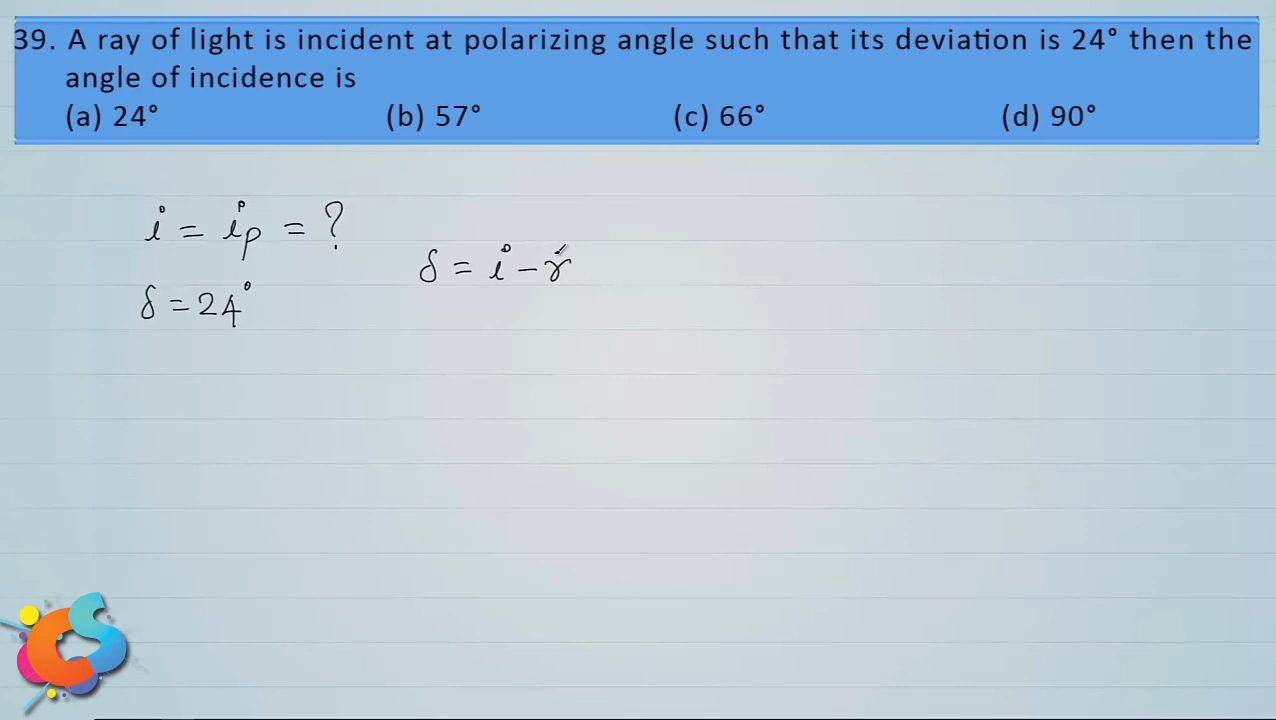 39. A ray of light is incident at polarizing angle such that its deviation is 24° then the
angle of incidence is
(a) 24° (b) 57° (c) 66° (d) 90°
i = iₚ = ?
δ = i − r
δ = 24°
CS